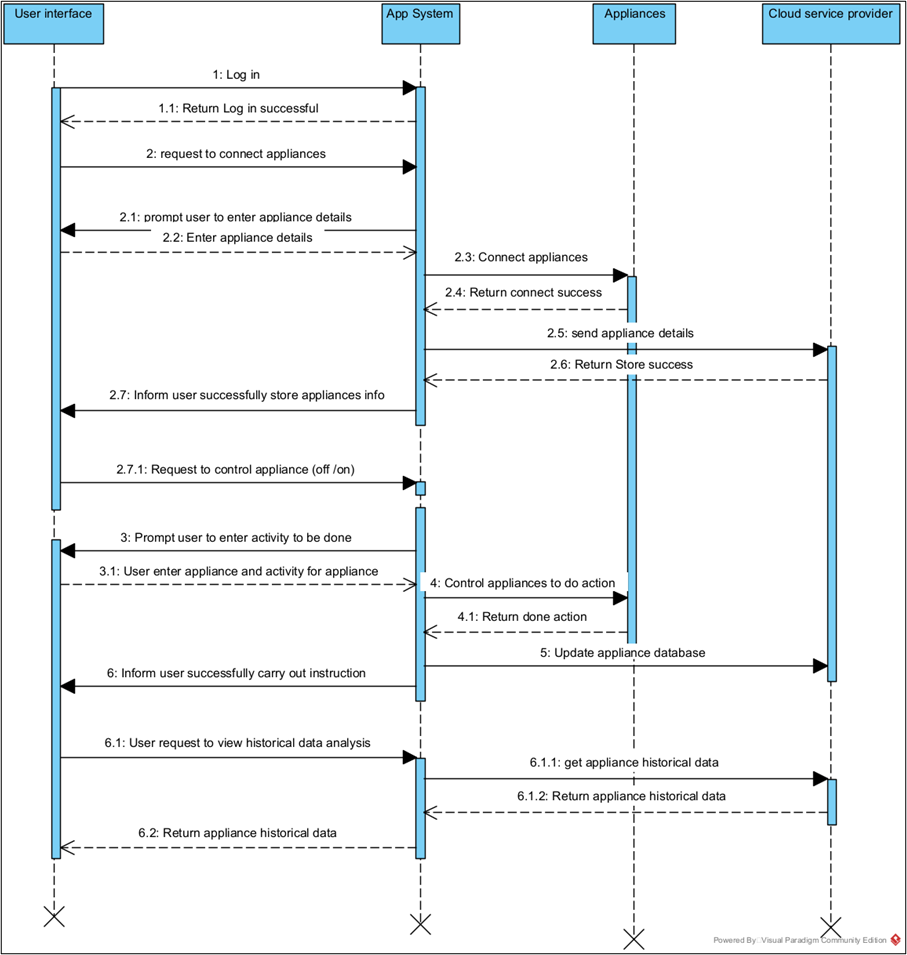 User interface
App System
Appliances
Cloud service provider
1: Log in
1.1: Return Log in successful
2: request to connect appliances
2.1: prompt user to enter appliance details
2.2: Enter appliance details
2.3: Connect appliances
2.4: Return connect success
2.5: send appliance details
2.6: Return Store success
2.7: Inform user successfully store appliances info
2.7.1: Request to control appliance (off /on)
3: Prompt user to enter activity to be done
3.1: User enter appliance and activity for appliance
4: Control appliances to do action
4.1: Return done action
5: Update appliance database
6: Inform user successfully carry out instruction
6.1: User request to view historical data analysis
6.1.1: get appliance historical data
6.1.2: Return appliance historical data
6.2: Return appliance historical data
Powered By Visual Paradigm Community Edition